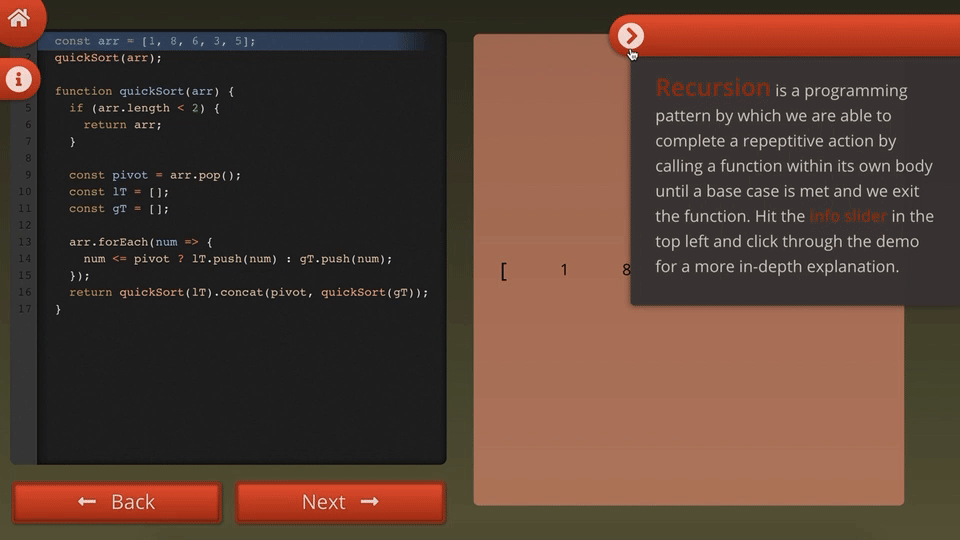 const arr = [1, 8, 6, 3, 5];
2 quickSort(arr);
function quickSort(arr) {
5 if (arr.length < 2) {
6 return arr;
7 }
8
9 const pivot = arr.pop();
10 const lT = [];
11 const gT = [];
12
13 arr.forEach(num => {
14 num <= pivot ? lT.push(num) : gT.push(num);
15 });
16 return quickSort(lT).concat(pivot, quickSort(gT));
17 }
← Back
Next →
[ 1 8
Recursion is a programming
pattern by which we are able to
complete a repeptitive action by
calling a function within its own body
until a base case is met and we exit
the function. Hit the info slider in the
top left and click through the demo
for a more in-depth explanation.